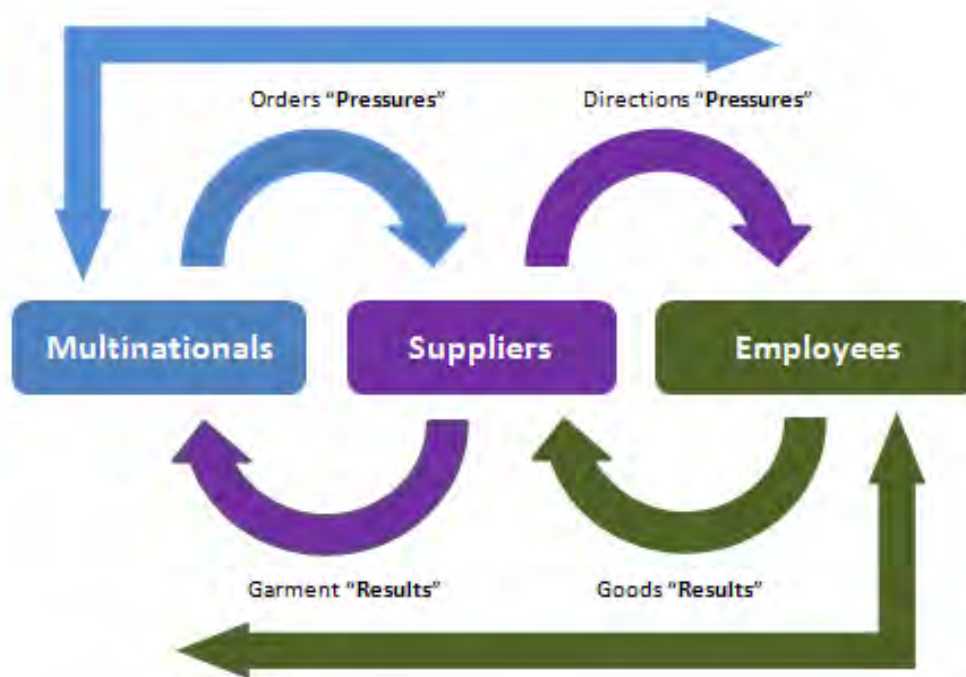 Orders “Pressures”
Directions “Pressures”
Multinationals
Suppliers
Employees
Garment “Results”
Goods “Results”